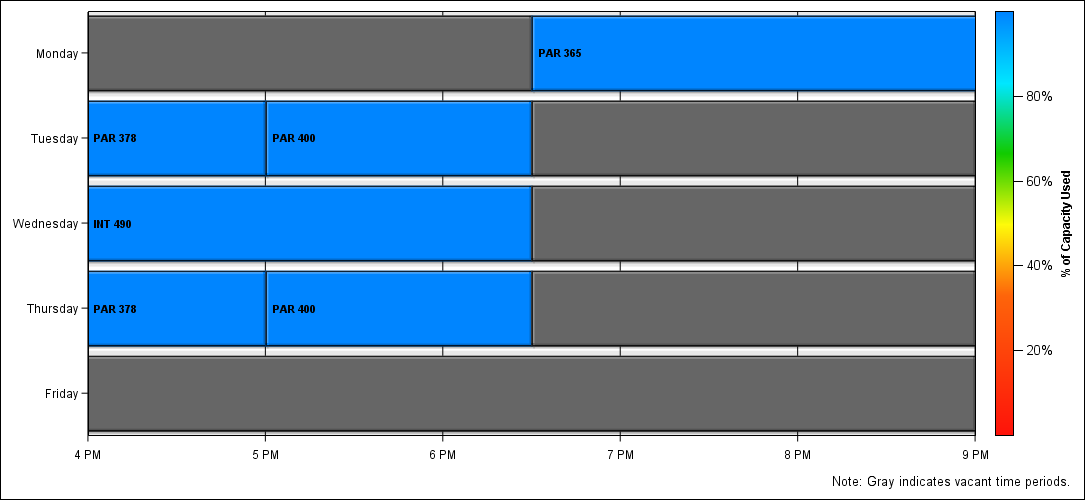 Monday
PAR 365
Tuesday
PAR 378
PAR 400
Wednesday
INT 490
Thursday
PAR 378
PAR 400
Friday
4 PM
5 PM
6 PM
7 PM
8 PM
9 PM
80%
60%
40%
20%
% of Capacity Used
Note: Gray indicates vacant time periods.